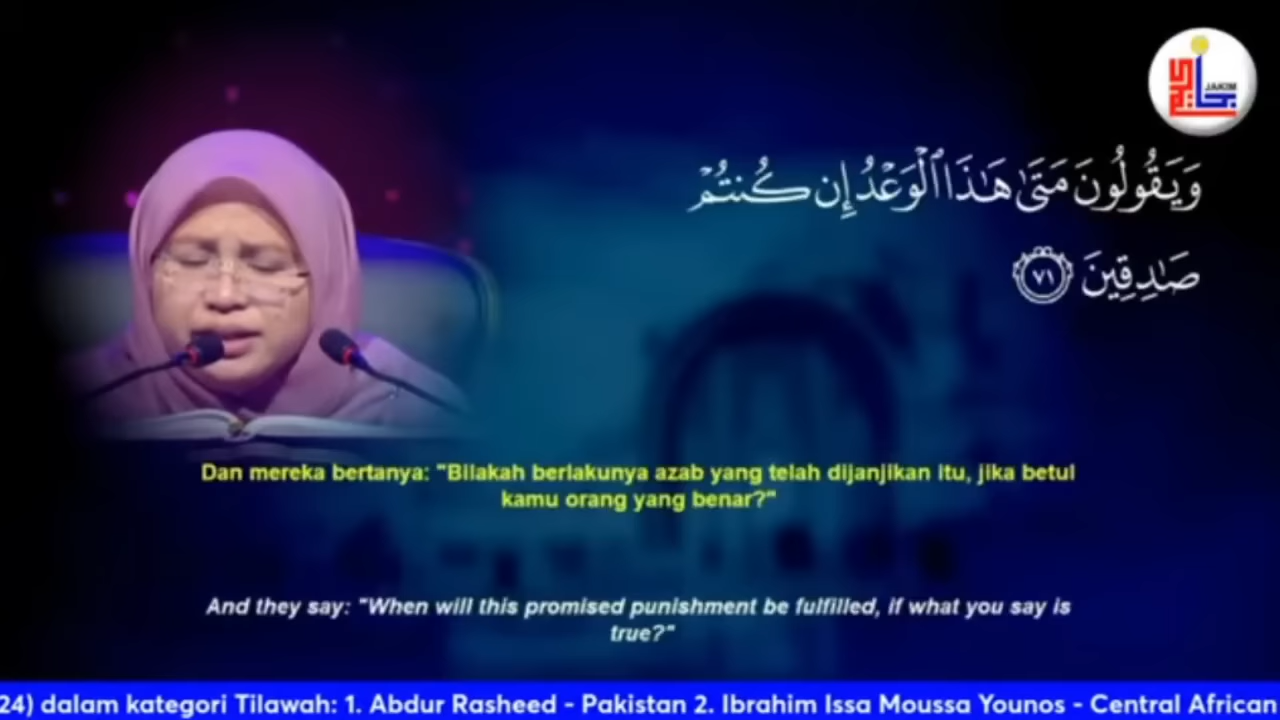 JAKIM
وَيَقُولُونَ مَتَىٰ هَـٰذَا ٱلْوَعْدُ إِن كُنتُمْ
صَـٰدِقِينَ ٧١
Dan mereka bertanya: "Bilakah berlakunya azab yang telah dijanjikan itu, jika betul
kamu orang yang benar?"
And they say: "When will this promised punishment be fulfilled, if what you say is
true?"
24) dalam kategori Tilawah: 1. Abdur Rasheed - Pakistan 2. Ibrahim Issa Moussa Younos - Central African